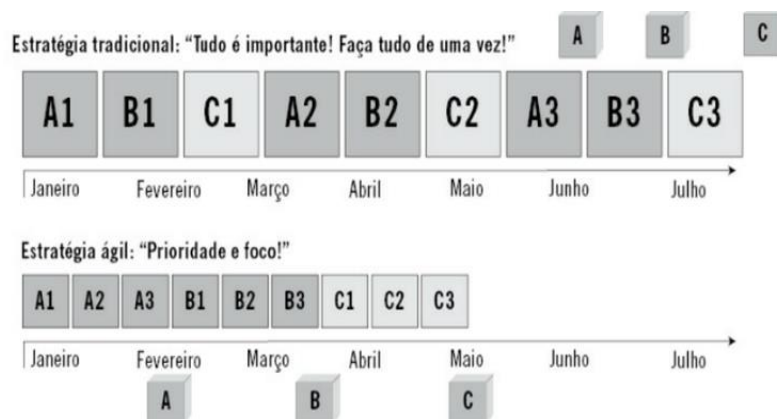 Estratégia tradicional: “Tudo é importante! Faça tudo de uma vez!” A B C
A1 B1 C1 A2 B2 C2 A3 B3 C3
Janeiro Fevereiro Março Abril Maio Junho Julho
Estratégia ágil: “Prioridade e foco!”
A1 A2 A3 B1 B2 B3 C1 C2 C3
Janeiro Fevereiro Março Abril Maio Junho Julho
A B C